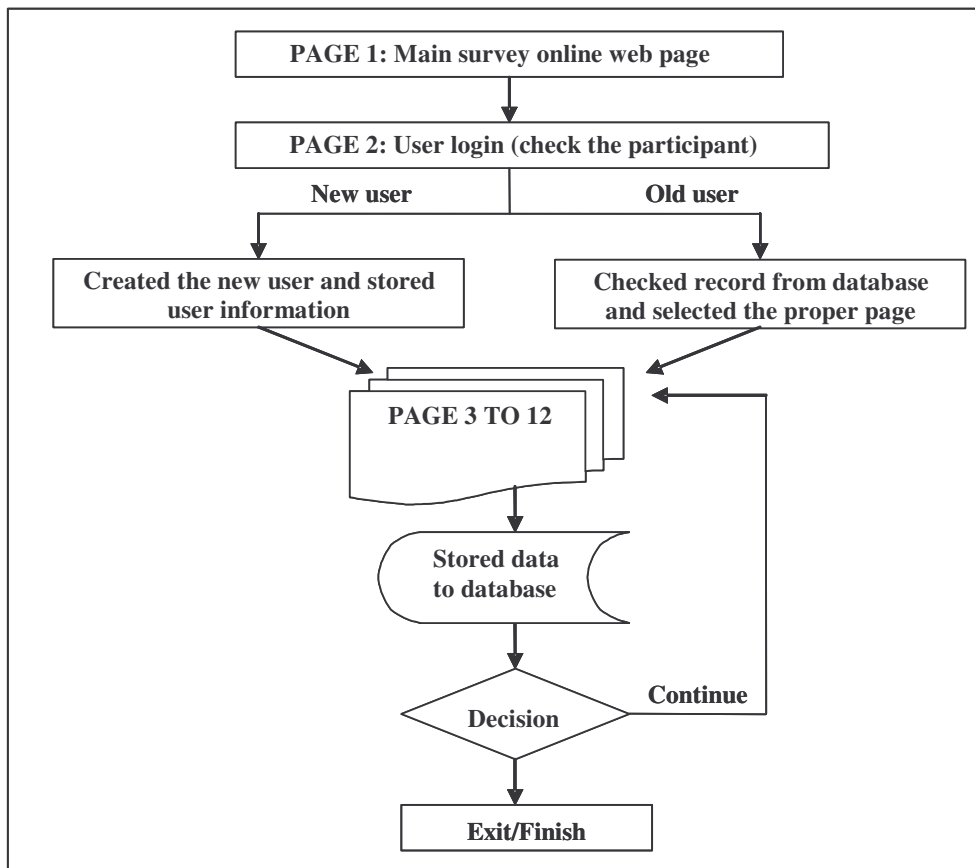 PAGE 1: Main survey online web page
PAGE 2: User login (check the participant)
New user
Old user
Created the new user and stored
user information
Checked record from database
and selected the proper page
PAGE 3 TO 12
Stored data
to database
Continue
Decision
Exit/Finish